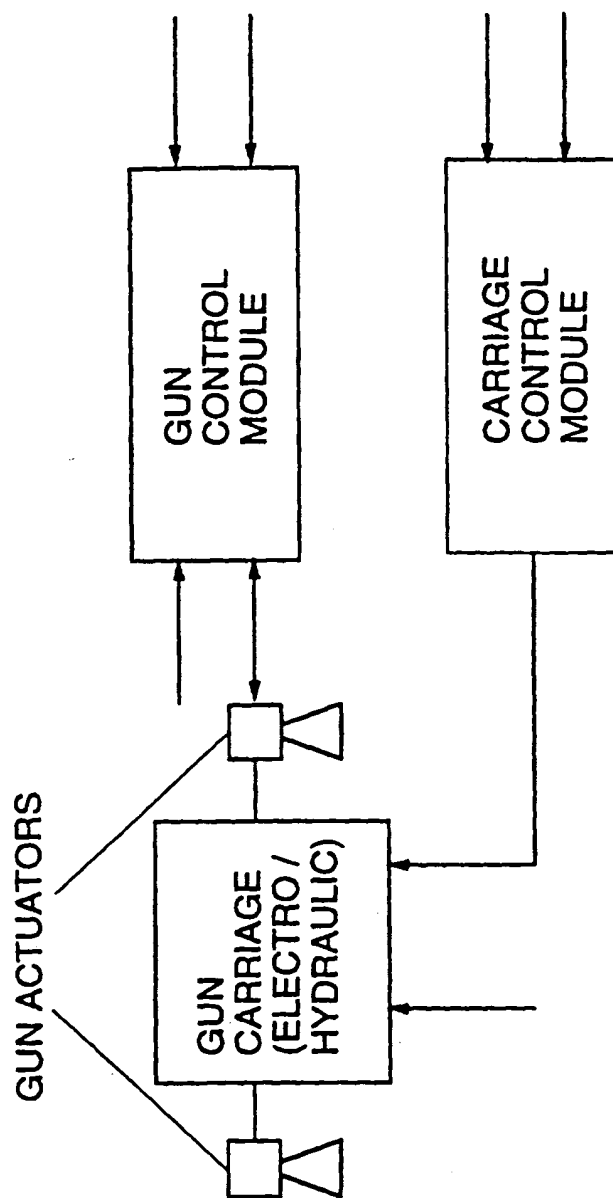 GUN ACTUATORS
GUN
CARRIAGE
(ELECTRO /
HYDRAULIC)
GUN
CONTROL
MODULE
CARRIAGE
CONTROL
MODULE